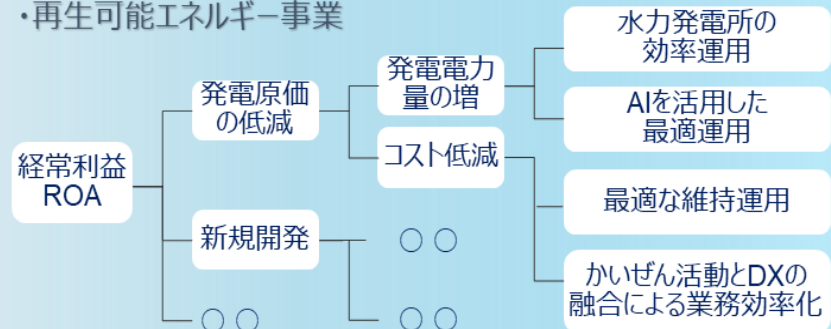 ・再生可能エネルギー事業
経常利益
ROA
発電原価
の低減
新規開発
○○
発電電力
量の増
コスト低減
○○
○○
水力発電所の
効率運用
AIを活用した
最適運用
最適な維持運用
かいぜん活動とDXの
融合による業務効率化